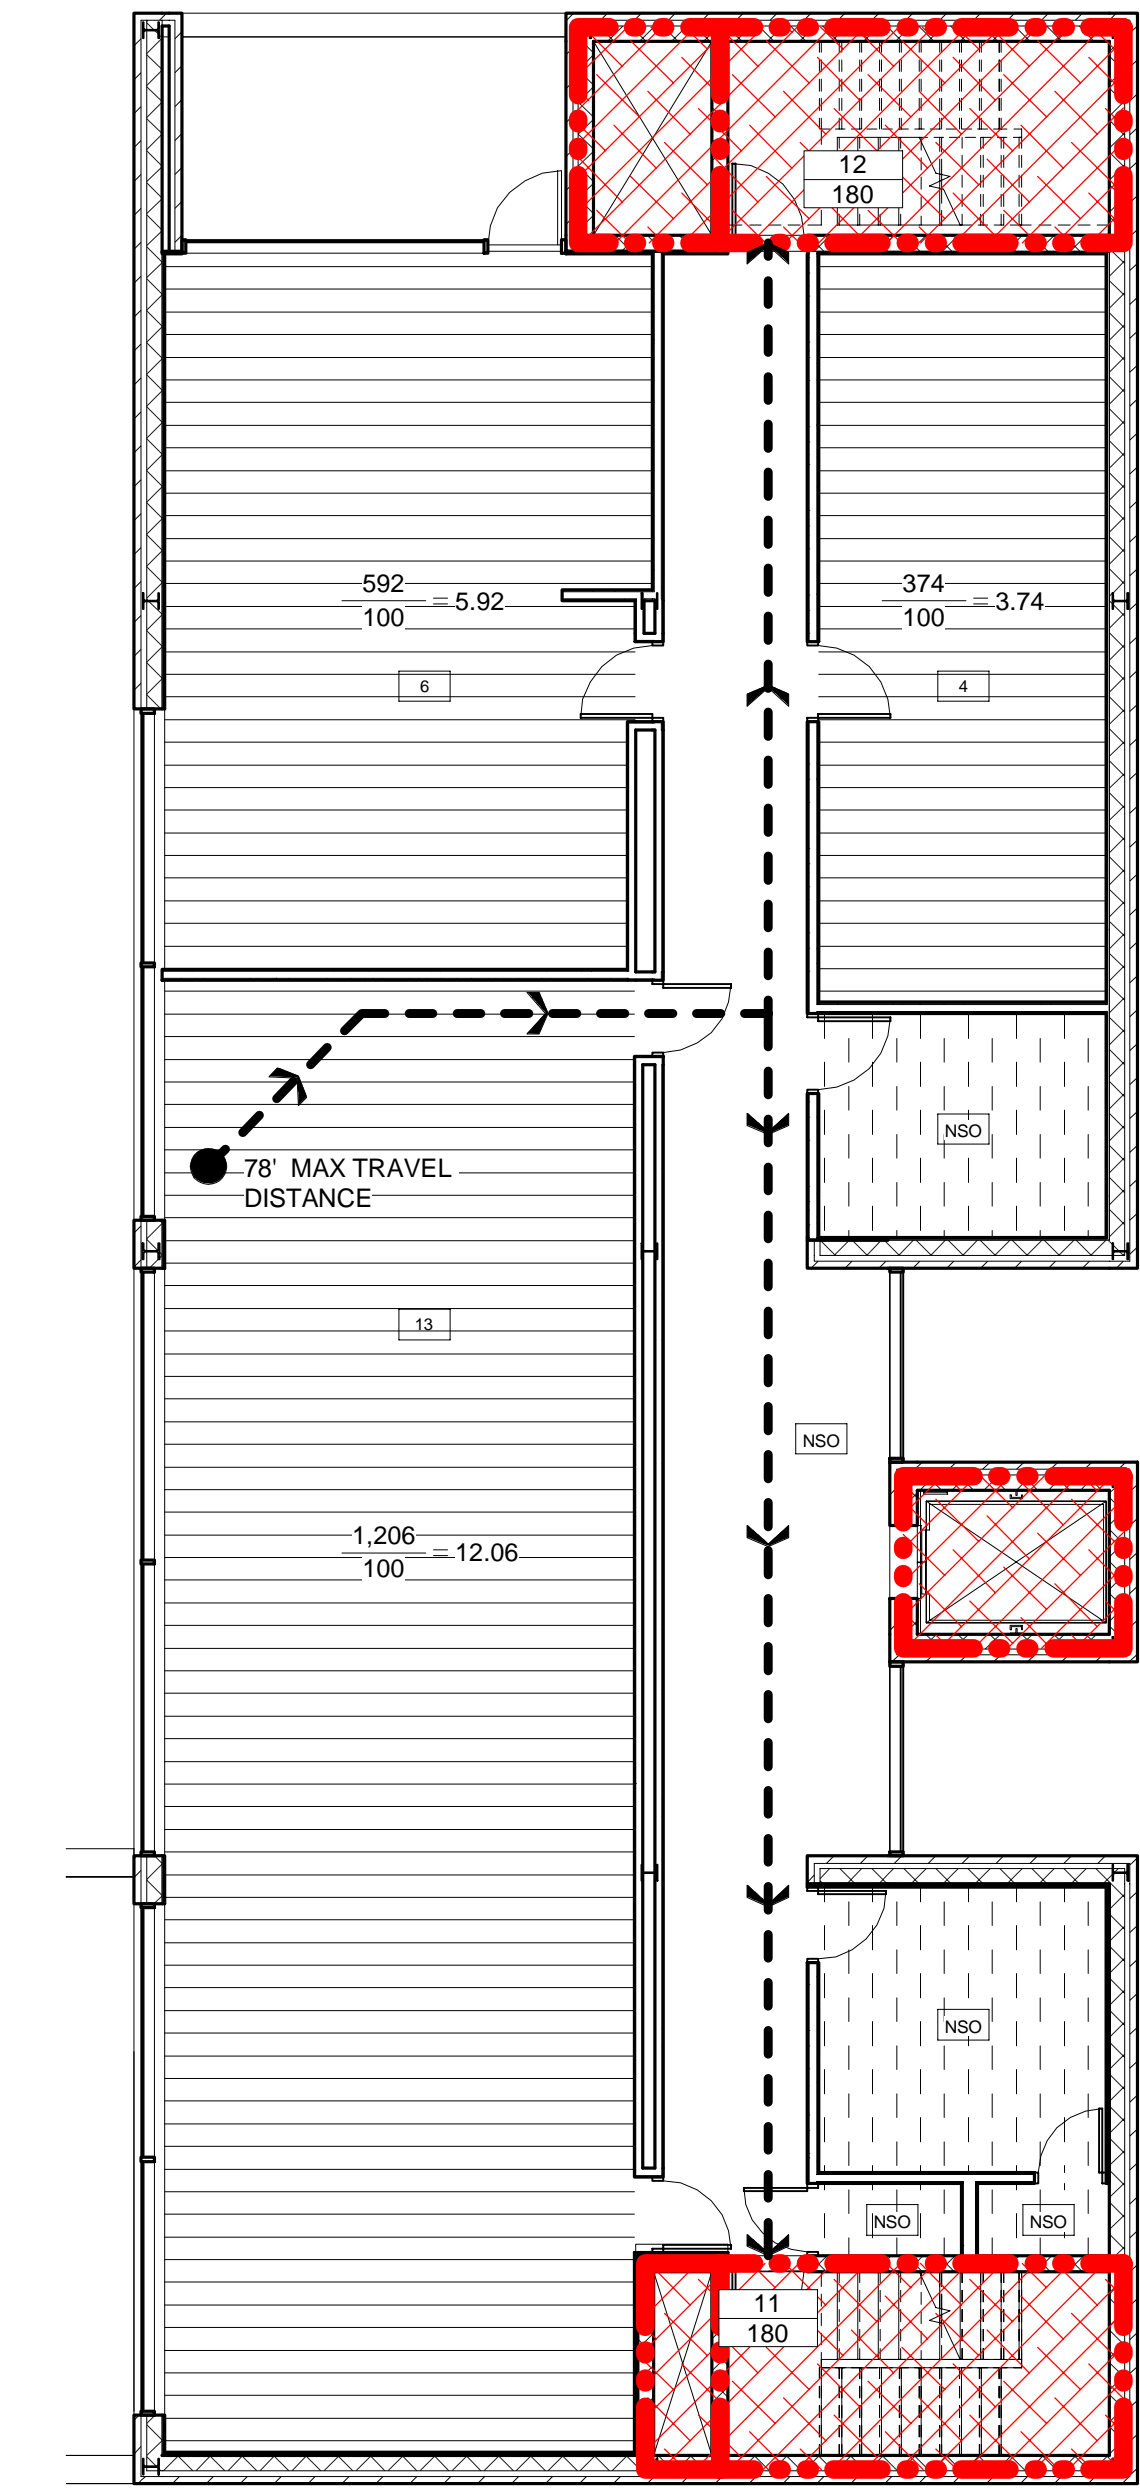 12
180
592
100
= 5.92
374
100
= 3.74
6
4
NSO
78' MAX TRAVEL
DISTANCE
13
NSO
1,206
100
= 12.06
NSO
NSO
NSO
11
180